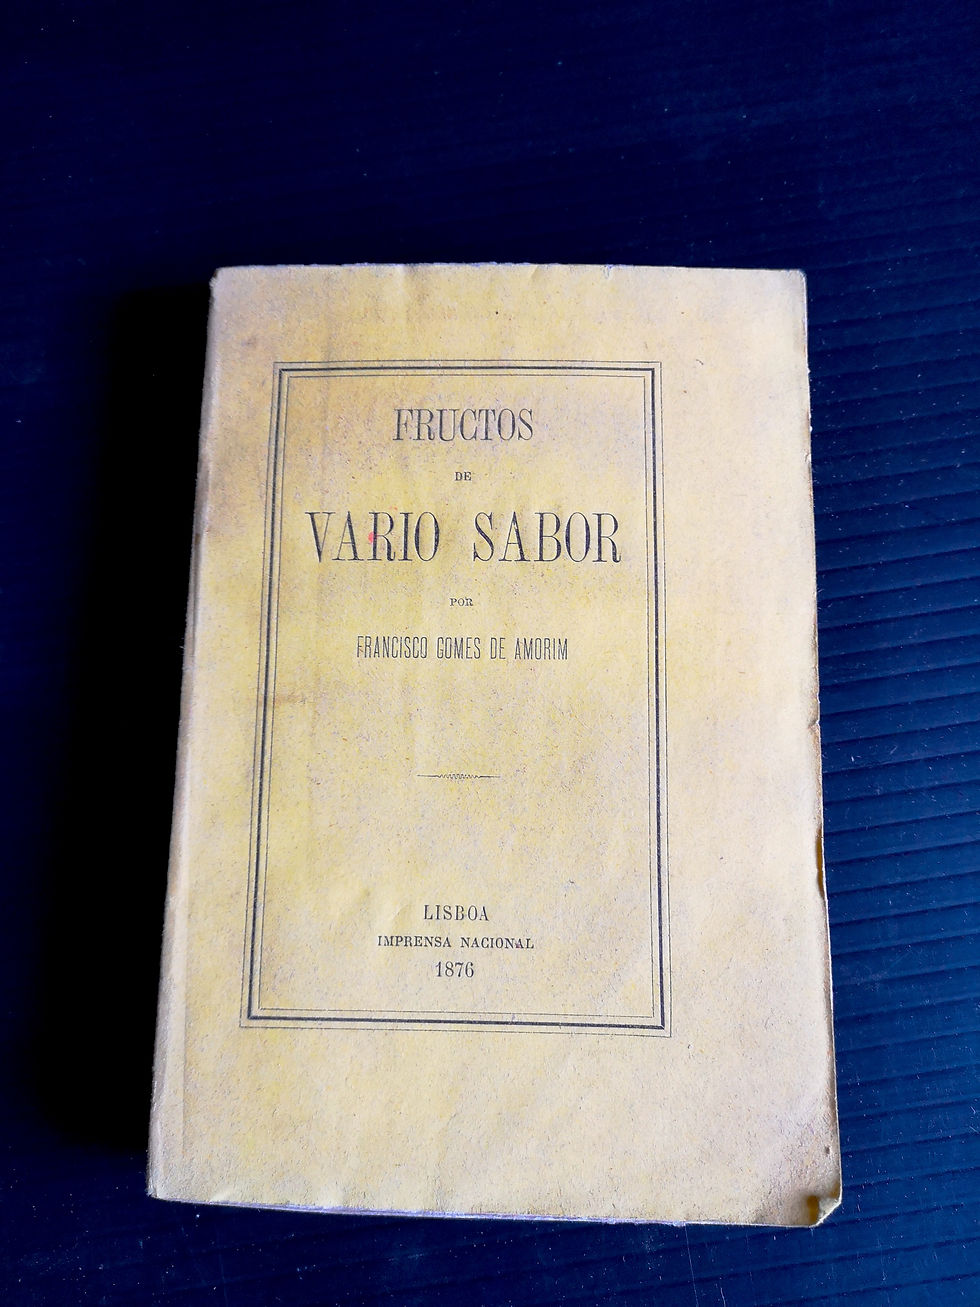 FRUCTOS
DE
VARIO SABOR
POR
FRANCISCO GOMES DE AMORIM
LISBOA
IMPRENSA NACIONAL
1876